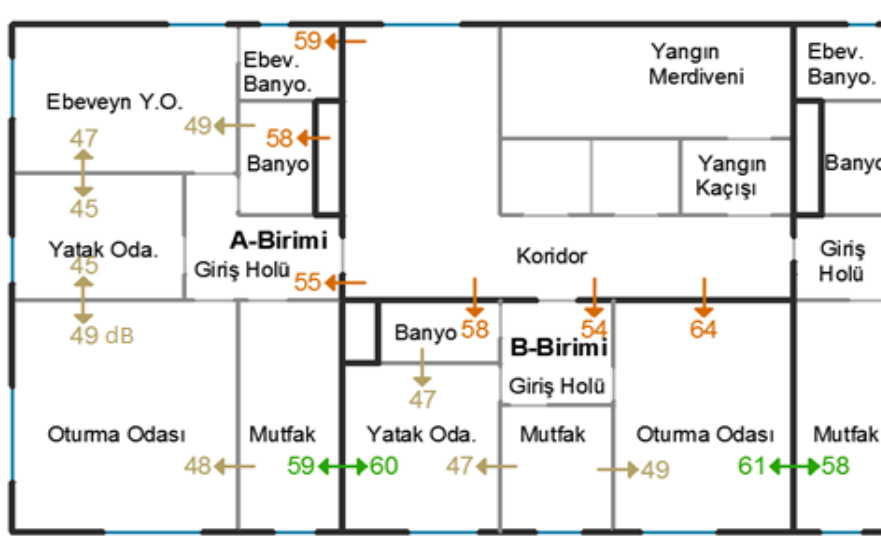 59
Ebev.
Banyo.
Yangın
Merdiveni
Ebev.
Banyo.
Ebeveyn Y.O.
49
47
58
Banyo
Yangın
Kaçışı
Banyo
45
Yatak Oda.
45
A-Birimi
Giriş Holü
55
Koridor
Giriş
Holü
49 dB
Banyo
58
54
64
B-Birimi
Giriş Holü
47
Oturma Odası
Mutfak
Yatak Oda.
Mutfak
Oturma Odası
Mutfak
48
59
60
47
49
61
58